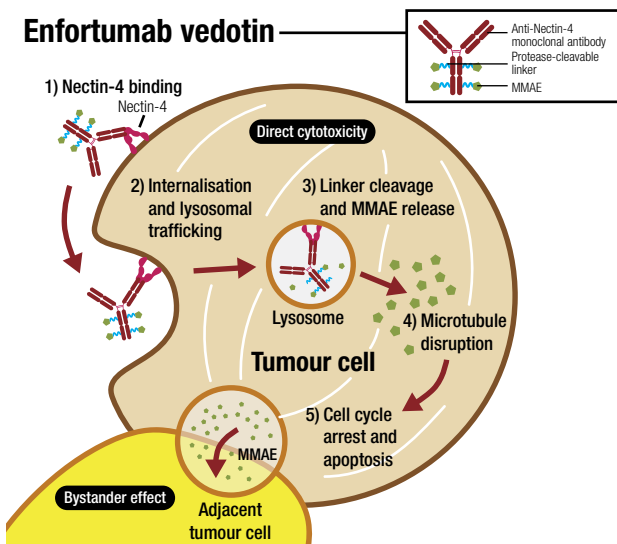 Enfortumab vedotin
Anti-Nectin-4
monoclonal antibody
Protease-cleavable
linker
MMAE
1) Nectin-4 binding
Nectin-4
Direct cytotoxicity
2) Internalisation
and lysosomal
trafficking
3) Linker cleavage
and MMAE release
Lysosome
4) Microtubule
disruption
Tumour cell
5) Cell cycle
arrest and
apoptosis
MMAE
Bystander effect
Adjacent
tumour cell